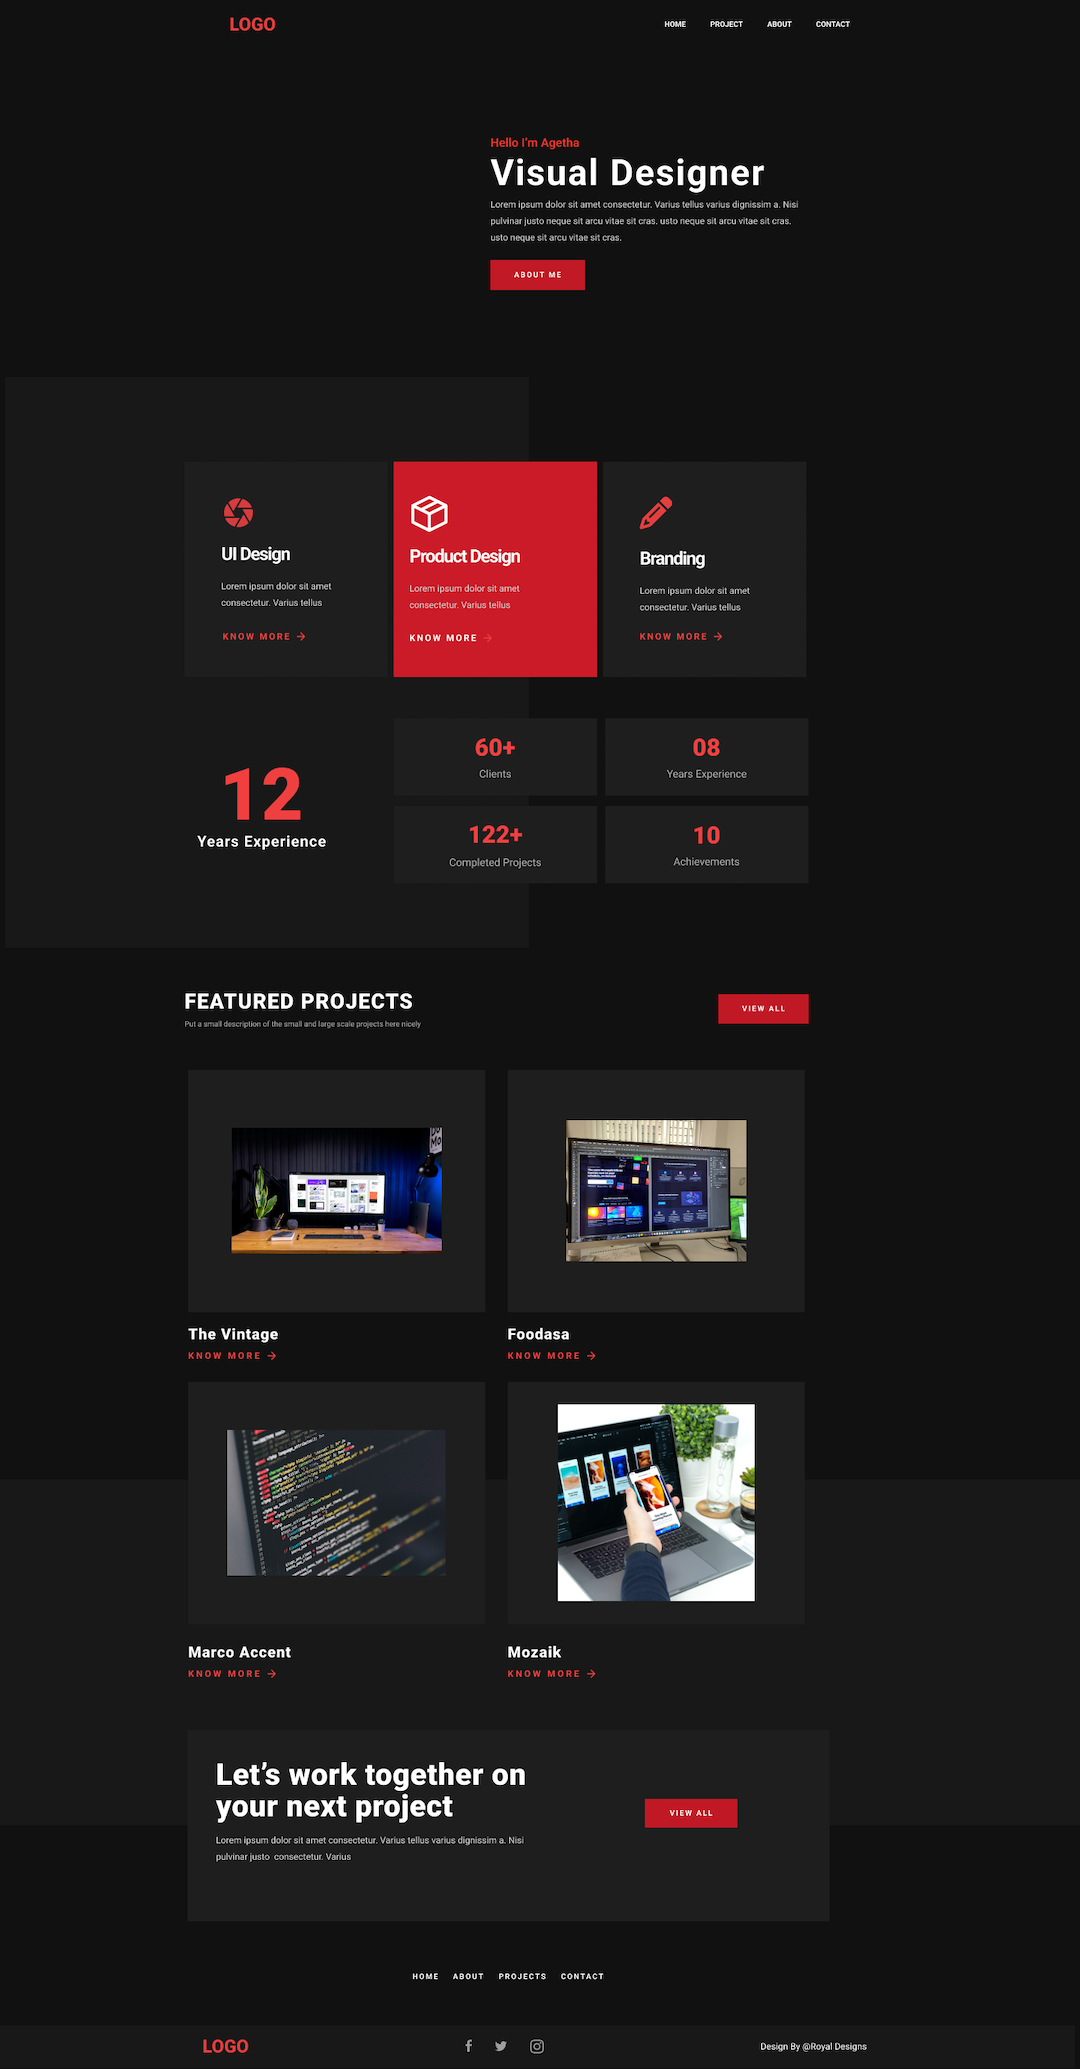 LOGO
HOME
PROJECT
ABOUT
CONTACT
Hello I'm Agetha
Visual Designer
Lorem ipsum dolor sit amet consectetur. Varius tellus varius dignissim a. Nisi
pulvinar justo neque sit arcu vitae sit cras. usto neque sit arcu vitae sit cras.
usto neque sit arcu vitae sit cras.
ABOUT ME
UI Design
Lorem ipsum dolor sit amet
consectetur. Varius tellus
KNOW MORE
Product Design
Lorem ipsum dolor sit amet
consectetur. Varius tellus
KNOW MORE
Branding
Lorem ipsum dolor sit amet
consectetur. Varius tellus
KNOW MORE
12
Years Experience
60+
Clients
08
Years Experience
122+
Completed Projects
10
Achievements
FEATURED PROJECTS
Put a small description of the small and large scale projects here nicely
VIEW ALL
The Vintage
KNOW MORE
Foodasa
KNOW MORE
Marco Accent
KNOW MORE
Mozaik
KNOW MORE
Let's work together on
your next project
Lorem ipsum dolor sit amet consectetur. Varius tellus varius dignissim a. Nisi
pulvinar justo  consectetur. Varius
VIEW ALL
HOME
ABOUT
PROJECTS
CONTACT
LOGO
Design By @Royal Designs